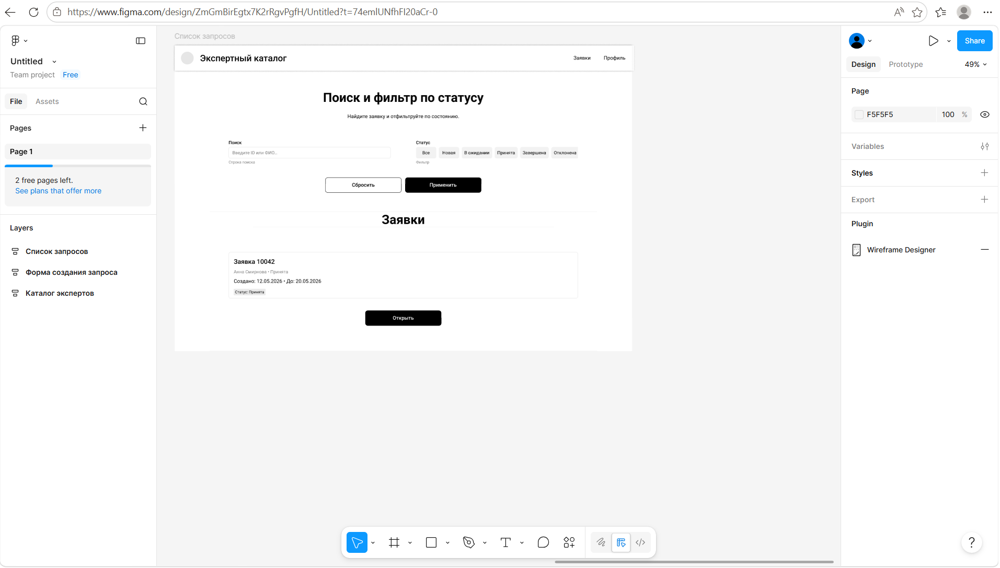 https://www.figma.com/design/ZmGmBirEgtx7K2rRgvPgfH/Untitled?t=74emlUNfhFI20aCr-0
Untitled
Team project Free
File Assets
Pages
Page 1
2 free pages left.
See plans that offer more
Layers
Список запросов
Форма создания запроса
Каталог экспертов
Список запросов
Экспертный каталог
Заявки Профиль
Поиск и фильтр по статусу
Найдите заявку и отфильтруйте по состоянию.
Поиск
Введите ID или ФИО...
Строка поиска
Статус
Все Новая В ожидании Принята Завершена Отклонена
Фильтр
Сбросить Применить
Заявки
Заявка 10042
Анна Смирнова • Принята
Создано: 12.05.2026 • До: 20.05.2026
Статус: Принята
Открыть
Share
Design Prototype 49%
Page
F5F5F5 100 %
Variables
Styles
Export
Plugin
Wireframe Designer
?